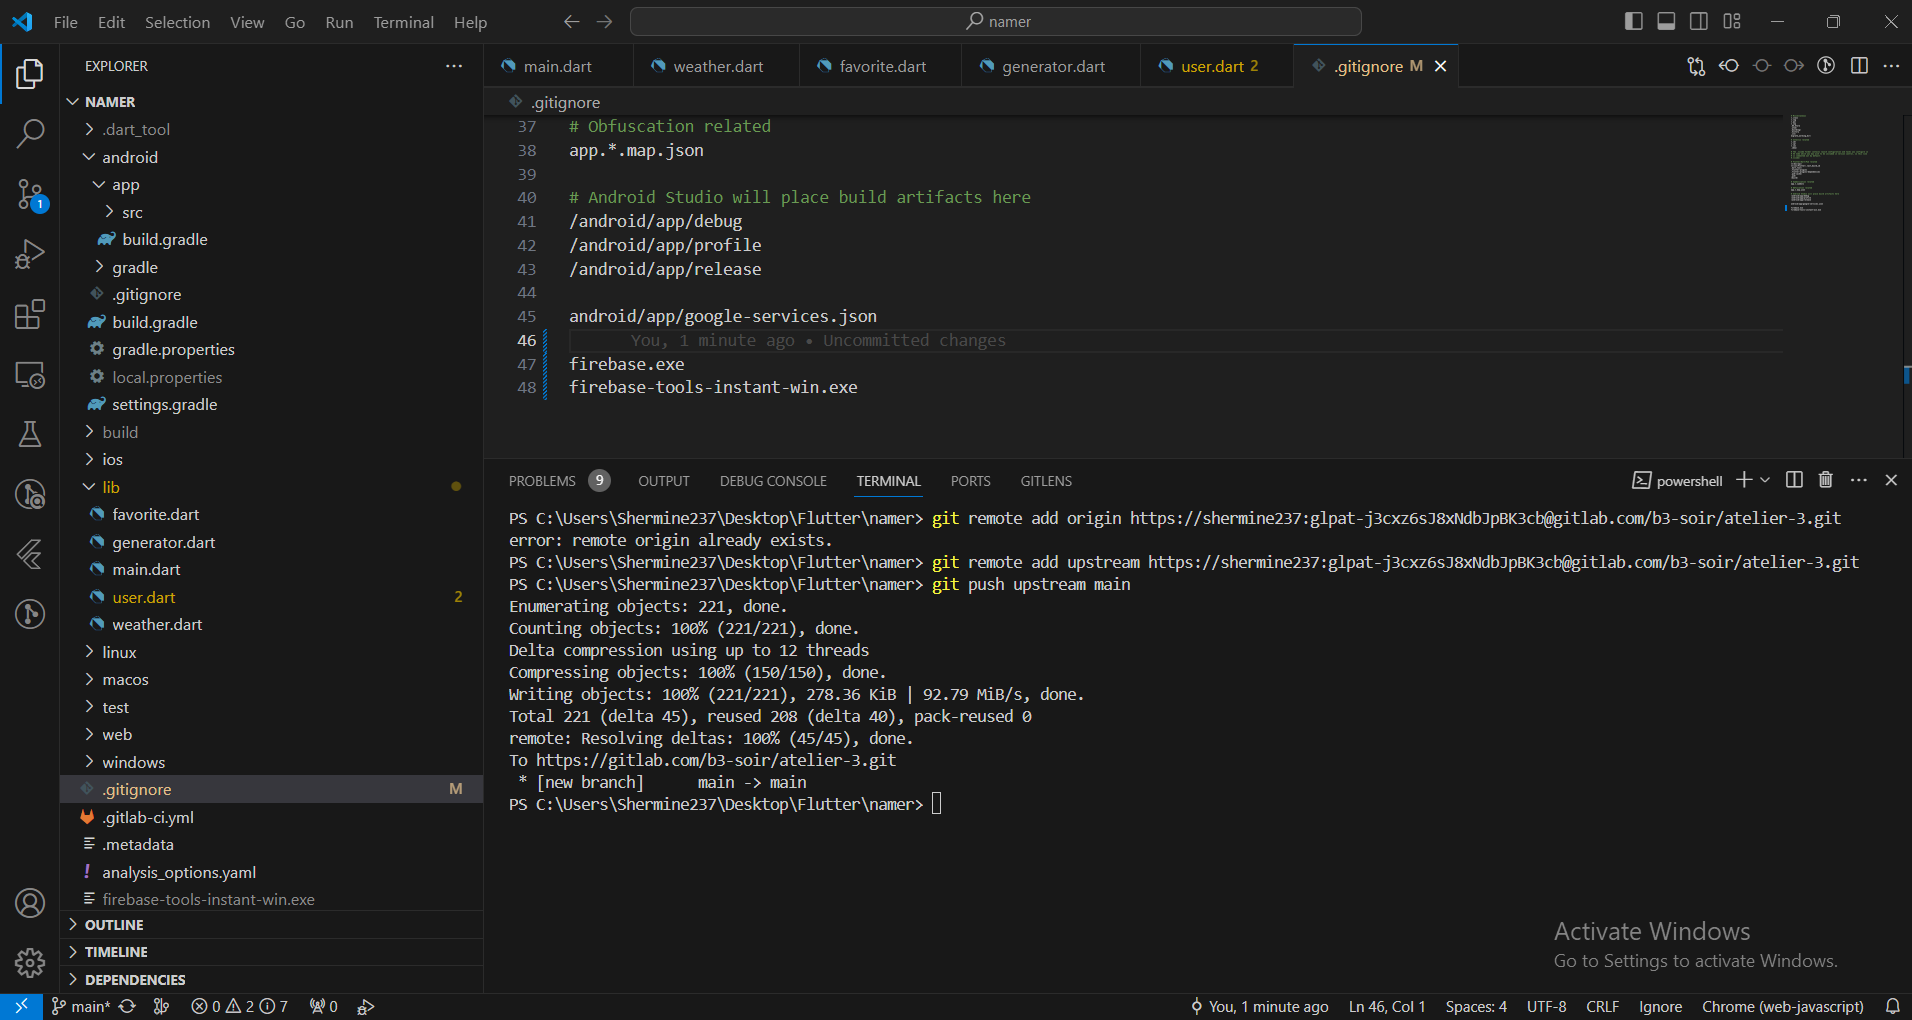 File Edit Selection View Go Run Terminal Help
namer
EXPLORER
NAMER
.dart_tool
android
app
src
build.gradle
gradle
.gitignore
build.gradle
gradle.properties
local.properties
settings.gradle
build
ios
lib
favorite.dart
generator.dart
main.dart
user.dart 2
weather.dart
linux
macos
test
web
windows
.gitignore M
.gitlab-ci.yml
.metadata
analysis_options.yaml
firebase-tools-instant-win.exe
OUTLINE
TIMELINE
DEPENDENCIES
1
main.dart weather.dart favorite.dart generator.dart user.dart 2 .gitignore M
.gitignore
37 # Obfuscation related
38 app.*.map.json
39
40 # Android Studio will place build artifacts here
41 /android/app/debug
42 /android/app/profile
43 /android/app/release
44
45 android/app/google-services.json
46 You, 1 minute ago • Uncommitted changes
47 firebase.exe
48 firebase-tools-instant-win.exe
PROBLEMS 9 OUTPUT DEBUG CONSOLE TERMINAL PORTS GITLENS powershell
PS C:\Users\Shermine237\Desktop\Flutter\namer> git remote add origin https://shermine237:glpat-j3cxz6sJ8xNdbJpBK3cb@gitlab.com/b3-soir/atelier-3.git
error: remote origin already exists.
PS C:\Users\Shermine237\Desktop\Flutter\namer> git remote add upstream https://shermine237:glpat-j3cxz6sJ8xNdbJpBK3cb@gitlab.com/b3-soir/atelier-3.git
PS C:\Users\Shermine237\Desktop\Flutter\namer> git push upstream main
Enumerating objects: 221, done.
Counting objects: 100% (221/221), done.
Delta compression using up to 12 threads
Compressing objects: 100% (150/150), done.
Writing objects: 100% (221/221), 278.36 KiB | 92.79 MiB/s, done.
Total 221 (delta 45), reused 208 (delta 40), pack-reused 0
remote: Resolving deltas: 100% (45/45), done.
To https://gitlab.com/b3-soir/atelier-3.git
* [new branch] main -> main
PS C:\Users\Shermine237\Desktop\Flutter\namer>
Activate Windows
Go to Settings to activate Windows.
main* 0 2 7 0 You, 1 minute ago Ln 46, Col 1 Spaces: 4 UTF-8 CRLF Ignore Chrome (web-javascript)